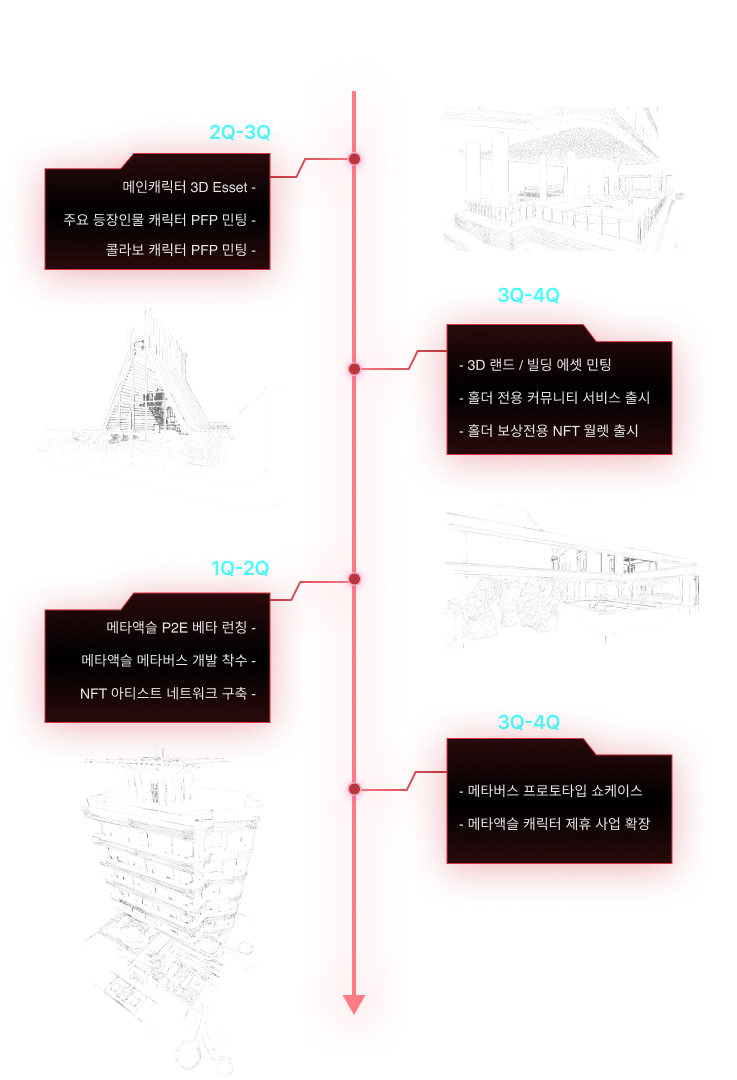 2Q-3Q
메인캐릭터 3D Esset -
주요 등장인물 캐릭터 PFP 민팅 -
콜라보 캐릭터 PFP 민팅 -
3Q-4Q
- 3D 랜드 / 빌딩 에셋 민팅
- 홀더 전용 커뮤니티 서비스 출시
- 홀더 보상전용 NFT 월렛 출시
1Q-2Q
메타액슬 P2E 베타 런칭 -
메타액슬 메타버스 개발 착수 -
NFT 아티스트 네트워크 구축 -
3Q-4Q
- 메타버스 프로토타입 쇼케이스
- 메타액슬 캐릭터 제휴 사업 확장